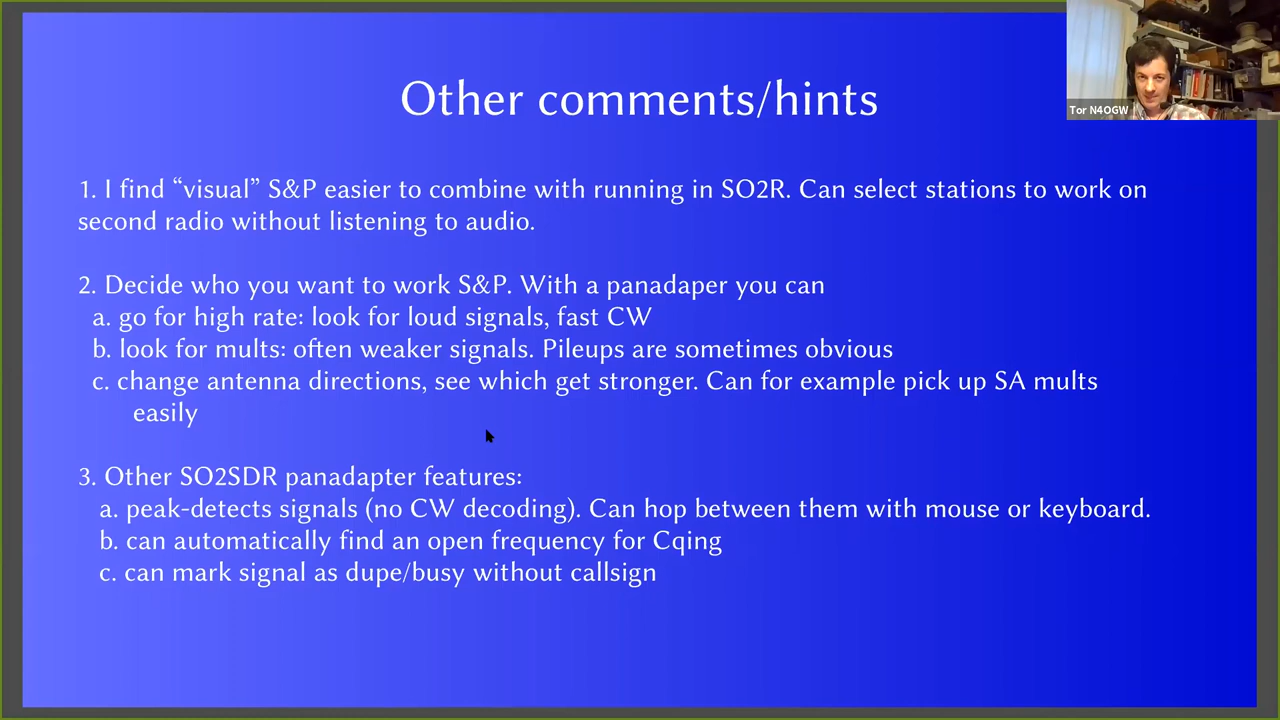 Other comments/hints
Tor N4OGW
1. I find “visual” S&P easier to combine with running in SO2R. Can select stations to work on
second radio without listening to audio.
2. Decide who you want to work S&P. With a panadaper you can
a. go for high rate: look for loud signals, fast CW
b. look for mults: often weaker signals. Pileups are sometimes obvious
c. change antenna directions, see which get stronger. Can for example pick up SA mults
easily
3. Other SO2SDR panadapter features:
a. peak-detects signals (no CW decoding). Can hop between them with mouse or keyboard.
b. can automatically find an open frequency for Cqing
c. can mark signal as dupe/busy without callsign